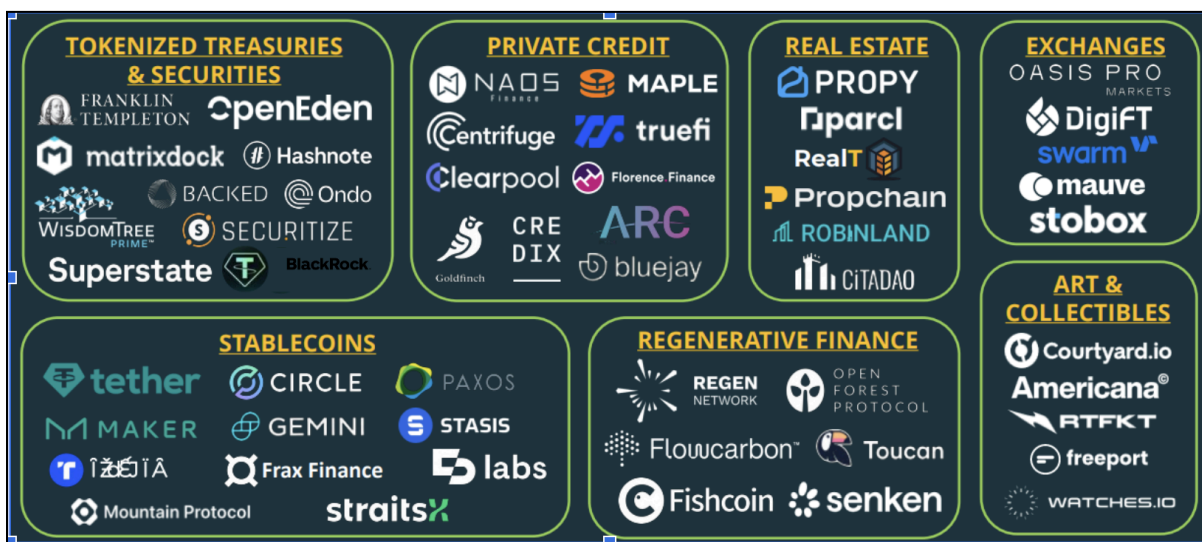 TOKENIZED TREASURIES
& SECURITIES
FRANKLIN
TEMPLETON
OpenEden
matrixdock
Hashnote
BACKED
Ondo
WISDOMTREE
PRIME™
SECURITIZE
Superstate
BlackRock
PRIVATE CREDIT
NAOS
Finance
MAPLE
Centrifuge
truefi
Clearpool
Florence Finance
Goldfinch
CRE
DIX
ARC
bluejay
REAL ESTATE
PROPY
parcl
RealT
Propchain
ROBINLAND
CiTADAO
EXCHANGES
OASIS PRO
MARKETS
DigiFT
swarm
mauve
stobox
STABLECOINS
tether
CIRCLE
PAXOS
MAKER
GEMINI
STASIS
Frax Finance
labs
Mountain Protocol
straitsX
REGENERATIVE FINANCE
REGEN
NETWORK
OPEN
FOREST
PROTOCOL
Flowcarbon™
Toucan
Fishcoin
senken
ART &
COLLECTIBLES
Courtyard.io
Americana©
RTFKT
freeport
WATCHES.IO